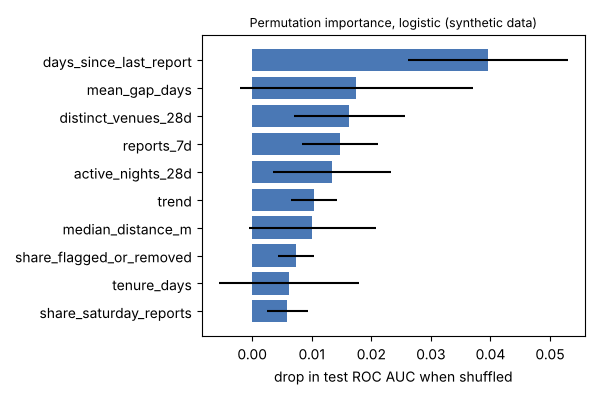 Permutation importance, logistic (synthetic data)
days_since_last_report
mean_gap_days
distinct_venues_28d
reports_7d
active_nights_28d
trend
median_distance_m
share_flagged_or_removed
tenure_days
share_saturday_reports
0.00 0.01 0.02 0.03 0.04 0.05
drop in test ROC AUC when shuffled